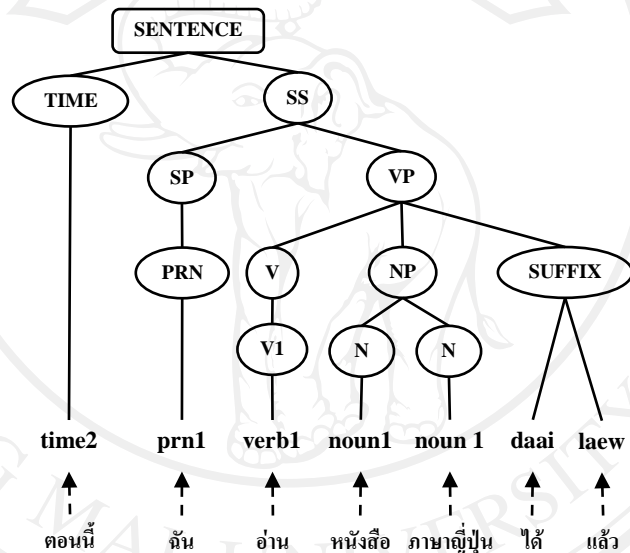 SENTENCE
TIME SS
SP VP
PRN V NP SUFFIX
V1 N N
time2 prn1 verb1 noun1 noun 1 daai laew
ตอนนี้ ฉัน อ่าน หนังสือ ภาษาญี่ปุ่น ได้ แล้ว